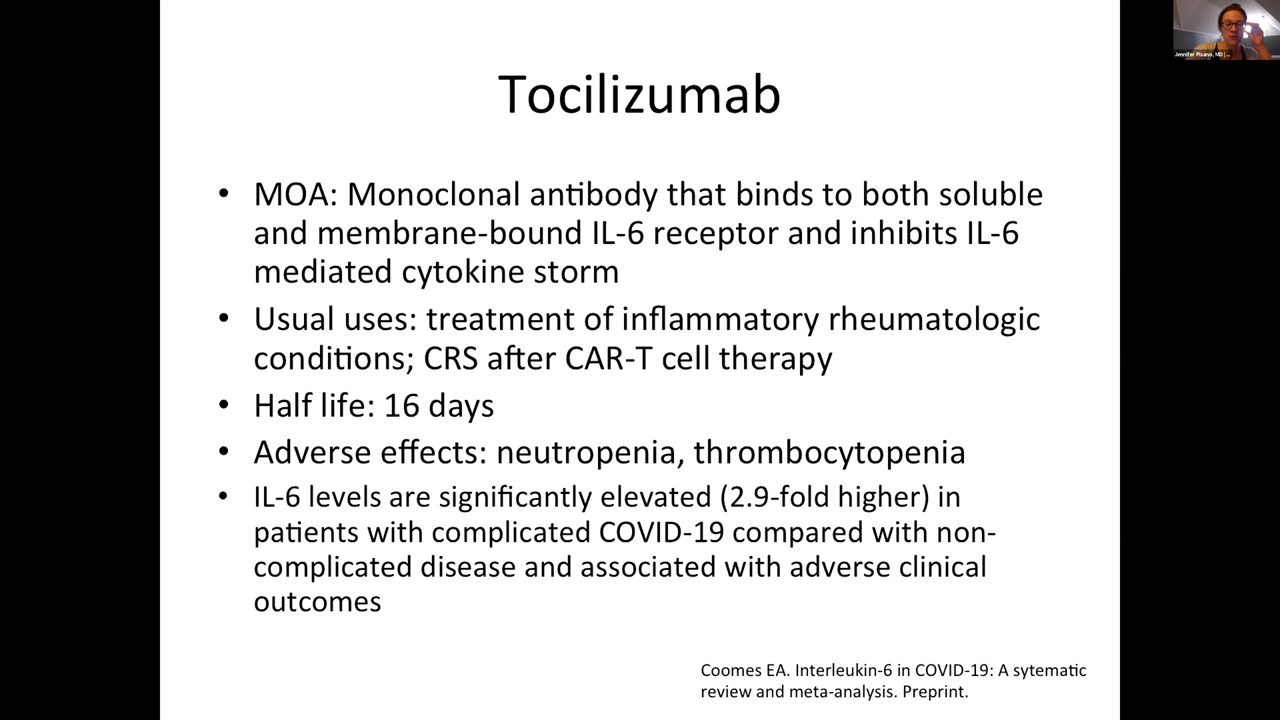 Jennifer Pisano, MD |...
Tocilizumab
• MOA: Monoclonal antibody that binds to both soluble
and membrane-bound IL-6 receptor and inhibits IL-6
mediated cytokine storm
• Usual uses: treatment of inflammatory rheumatologic
conditions; CRS after CAR-T cell therapy
• Half life: 16 days
• Adverse effects: neutropenia, thrombocytopenia
• IL-6 levels are significantly elevated (2.9-fold higher) in
patients with complicated COVID-19 compared with non-
complicated disease and associated with adverse clinical
outcomes
Coomes EA. Interleukin-6 in COVID-19: A sytematic
review and meta-analysis. Preprint.